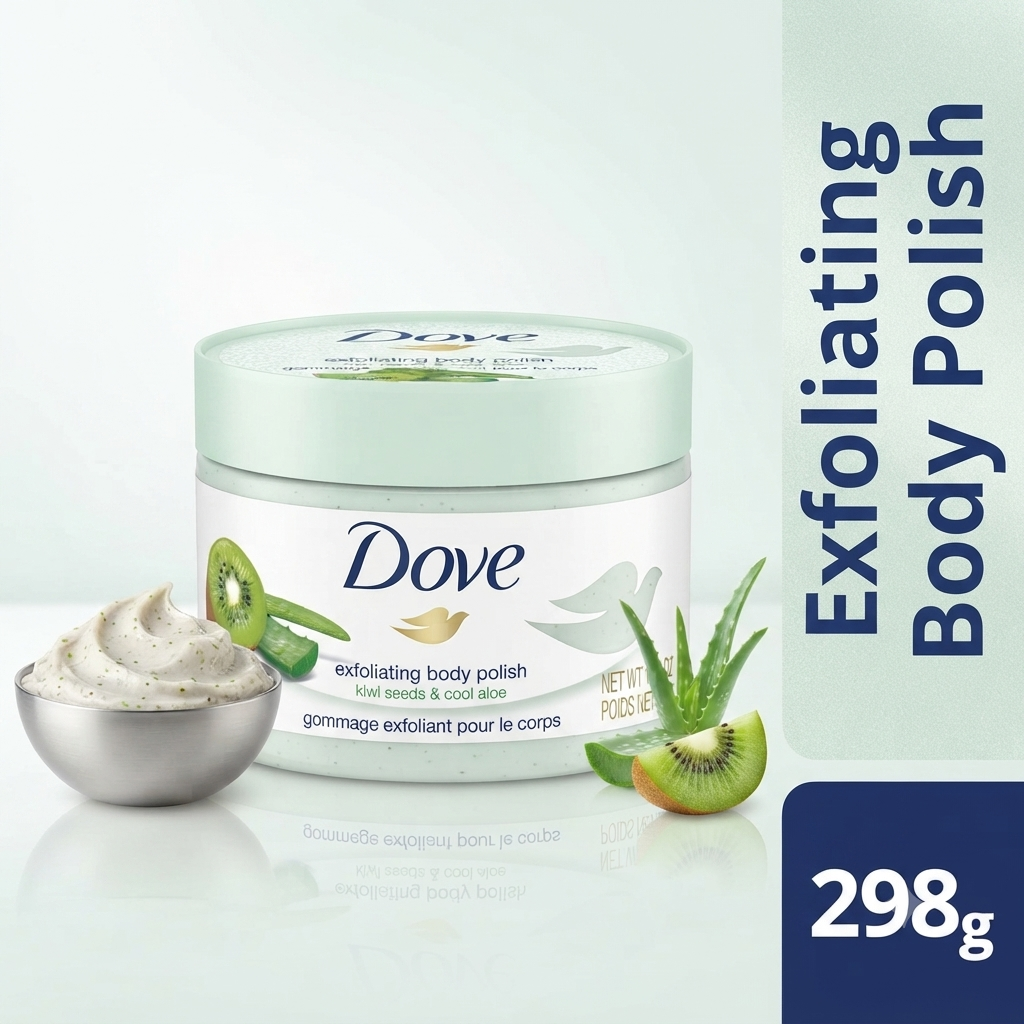 Dove
exfoliating body polish
Dove
exfoliating body polish
kiwi seeds & cool aloe
gommage exfoliant pour le corps
NET WT
POIDS NET
Exfoliating
Body Polish
298g